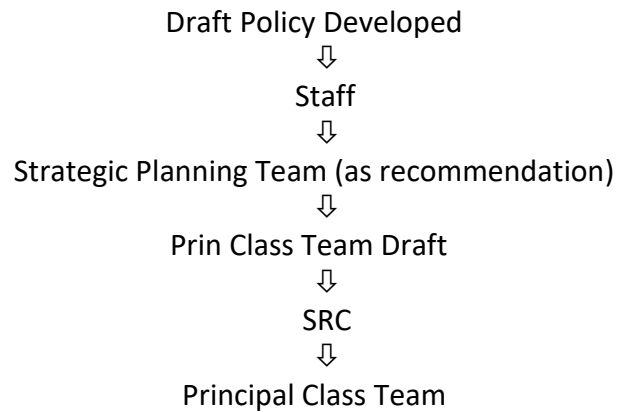 Draft Policy Developed
⇩
Staff
⇩
Strategic Planning Team (as recommendation)
⇩
Prin Class Team Draft
⇩
SRC
⇩
Principal Class Team